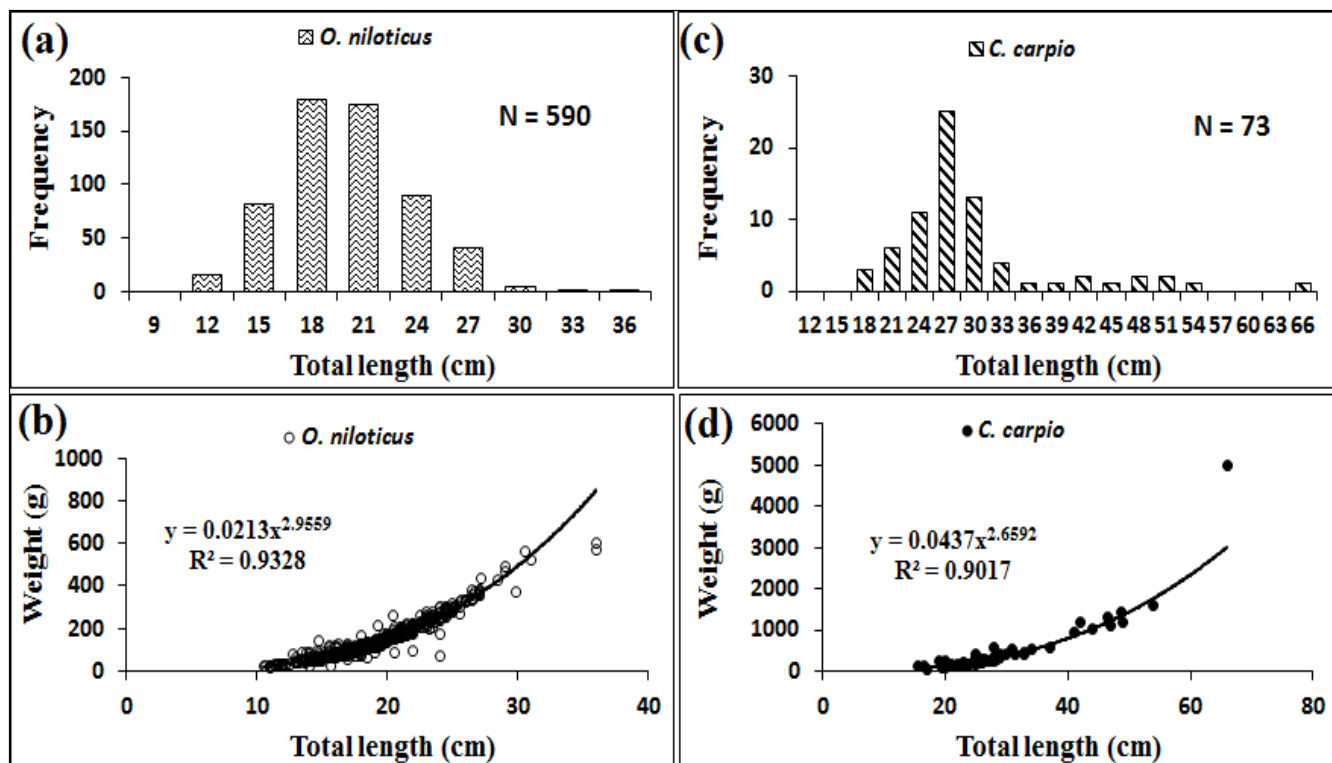 (a)
O. niloticus
200
150
100
50
0
Frequency
N = 590
9 12 15 18 21 24 27 30 33 36
Total length (cm)
(c)
C. carpio
30
20
10
0
Frequency
N = 73
12 15 18 21 24 27 30 33 36 39 42 45 48 51 54 57 60 63 66
Total length (cm)
(b)
O. niloticus
1000
800
600
400
200
0
Weight (g)
y = 0.0213x^2.9559
R² = 0.9328
0 10 20 30 40
Total length (cm)
(d)
C. carpio
6000
5000
4000
3000
2000
1000
0
Weight (g)
y = 0.0437x^2.6592
R² = 0.9017
0 20 40 60 80
Total length (cm)